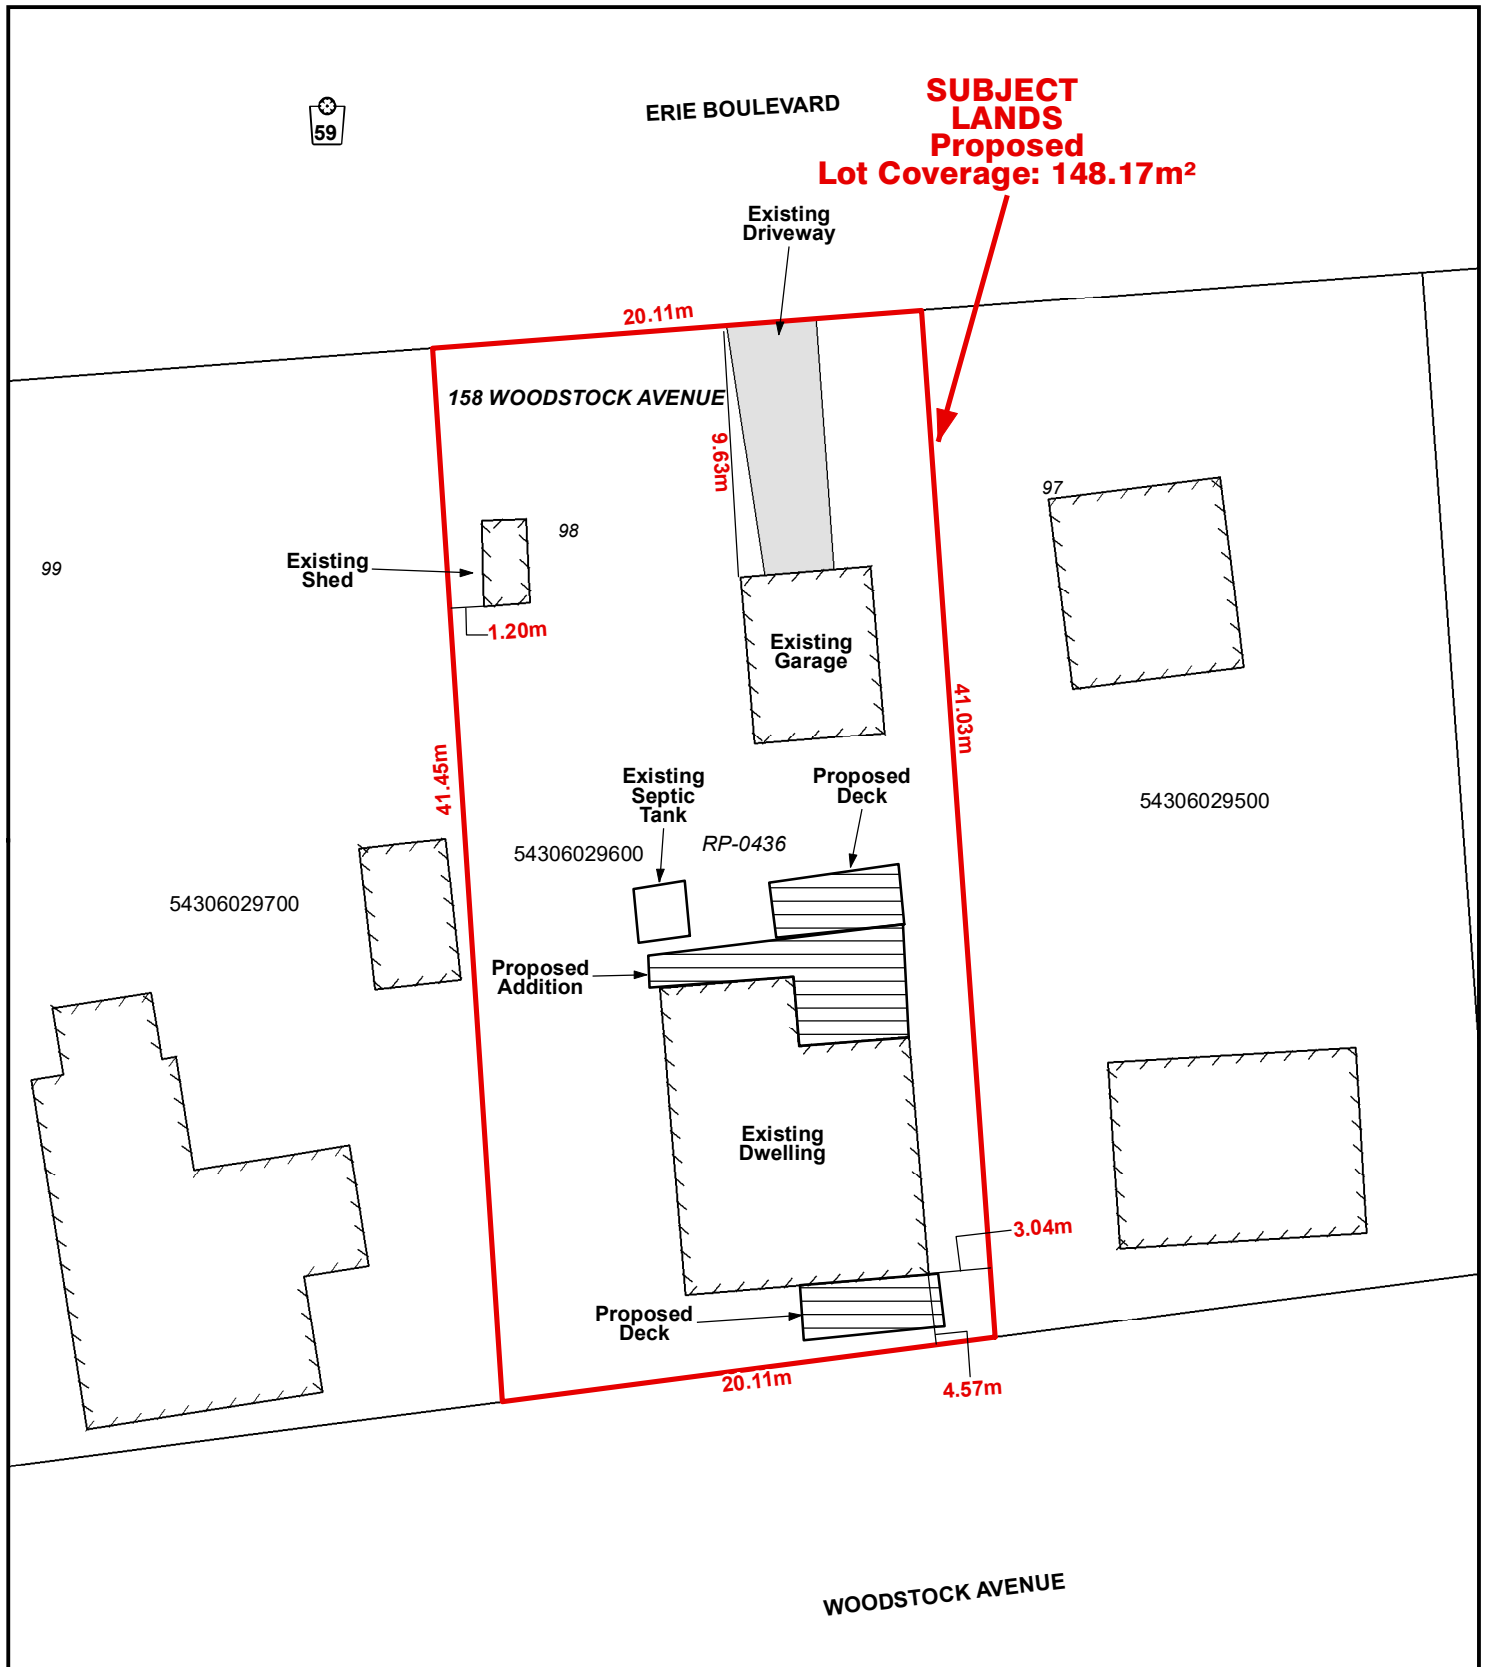 59
ERIE BOULEVARD
SUBJECT
LANDS
Proposed
Lot Coverage: 148.17m²
Existing
Driveway
20.11m
158 WOODSTOCK AVENUE
9.63m
97
98
99
Existing
Shed
1.20m
Existing
Garage
41.03m
41.45m
Existing
Septic
Tank
Proposed
Deck
54306029500
54306029600
RP-0436
54306029700
Proposed
Addition
Existing
Dwelling
3.04m
Proposed
Deck
20.11m
4.57m
WOODSTOCK AVENUE